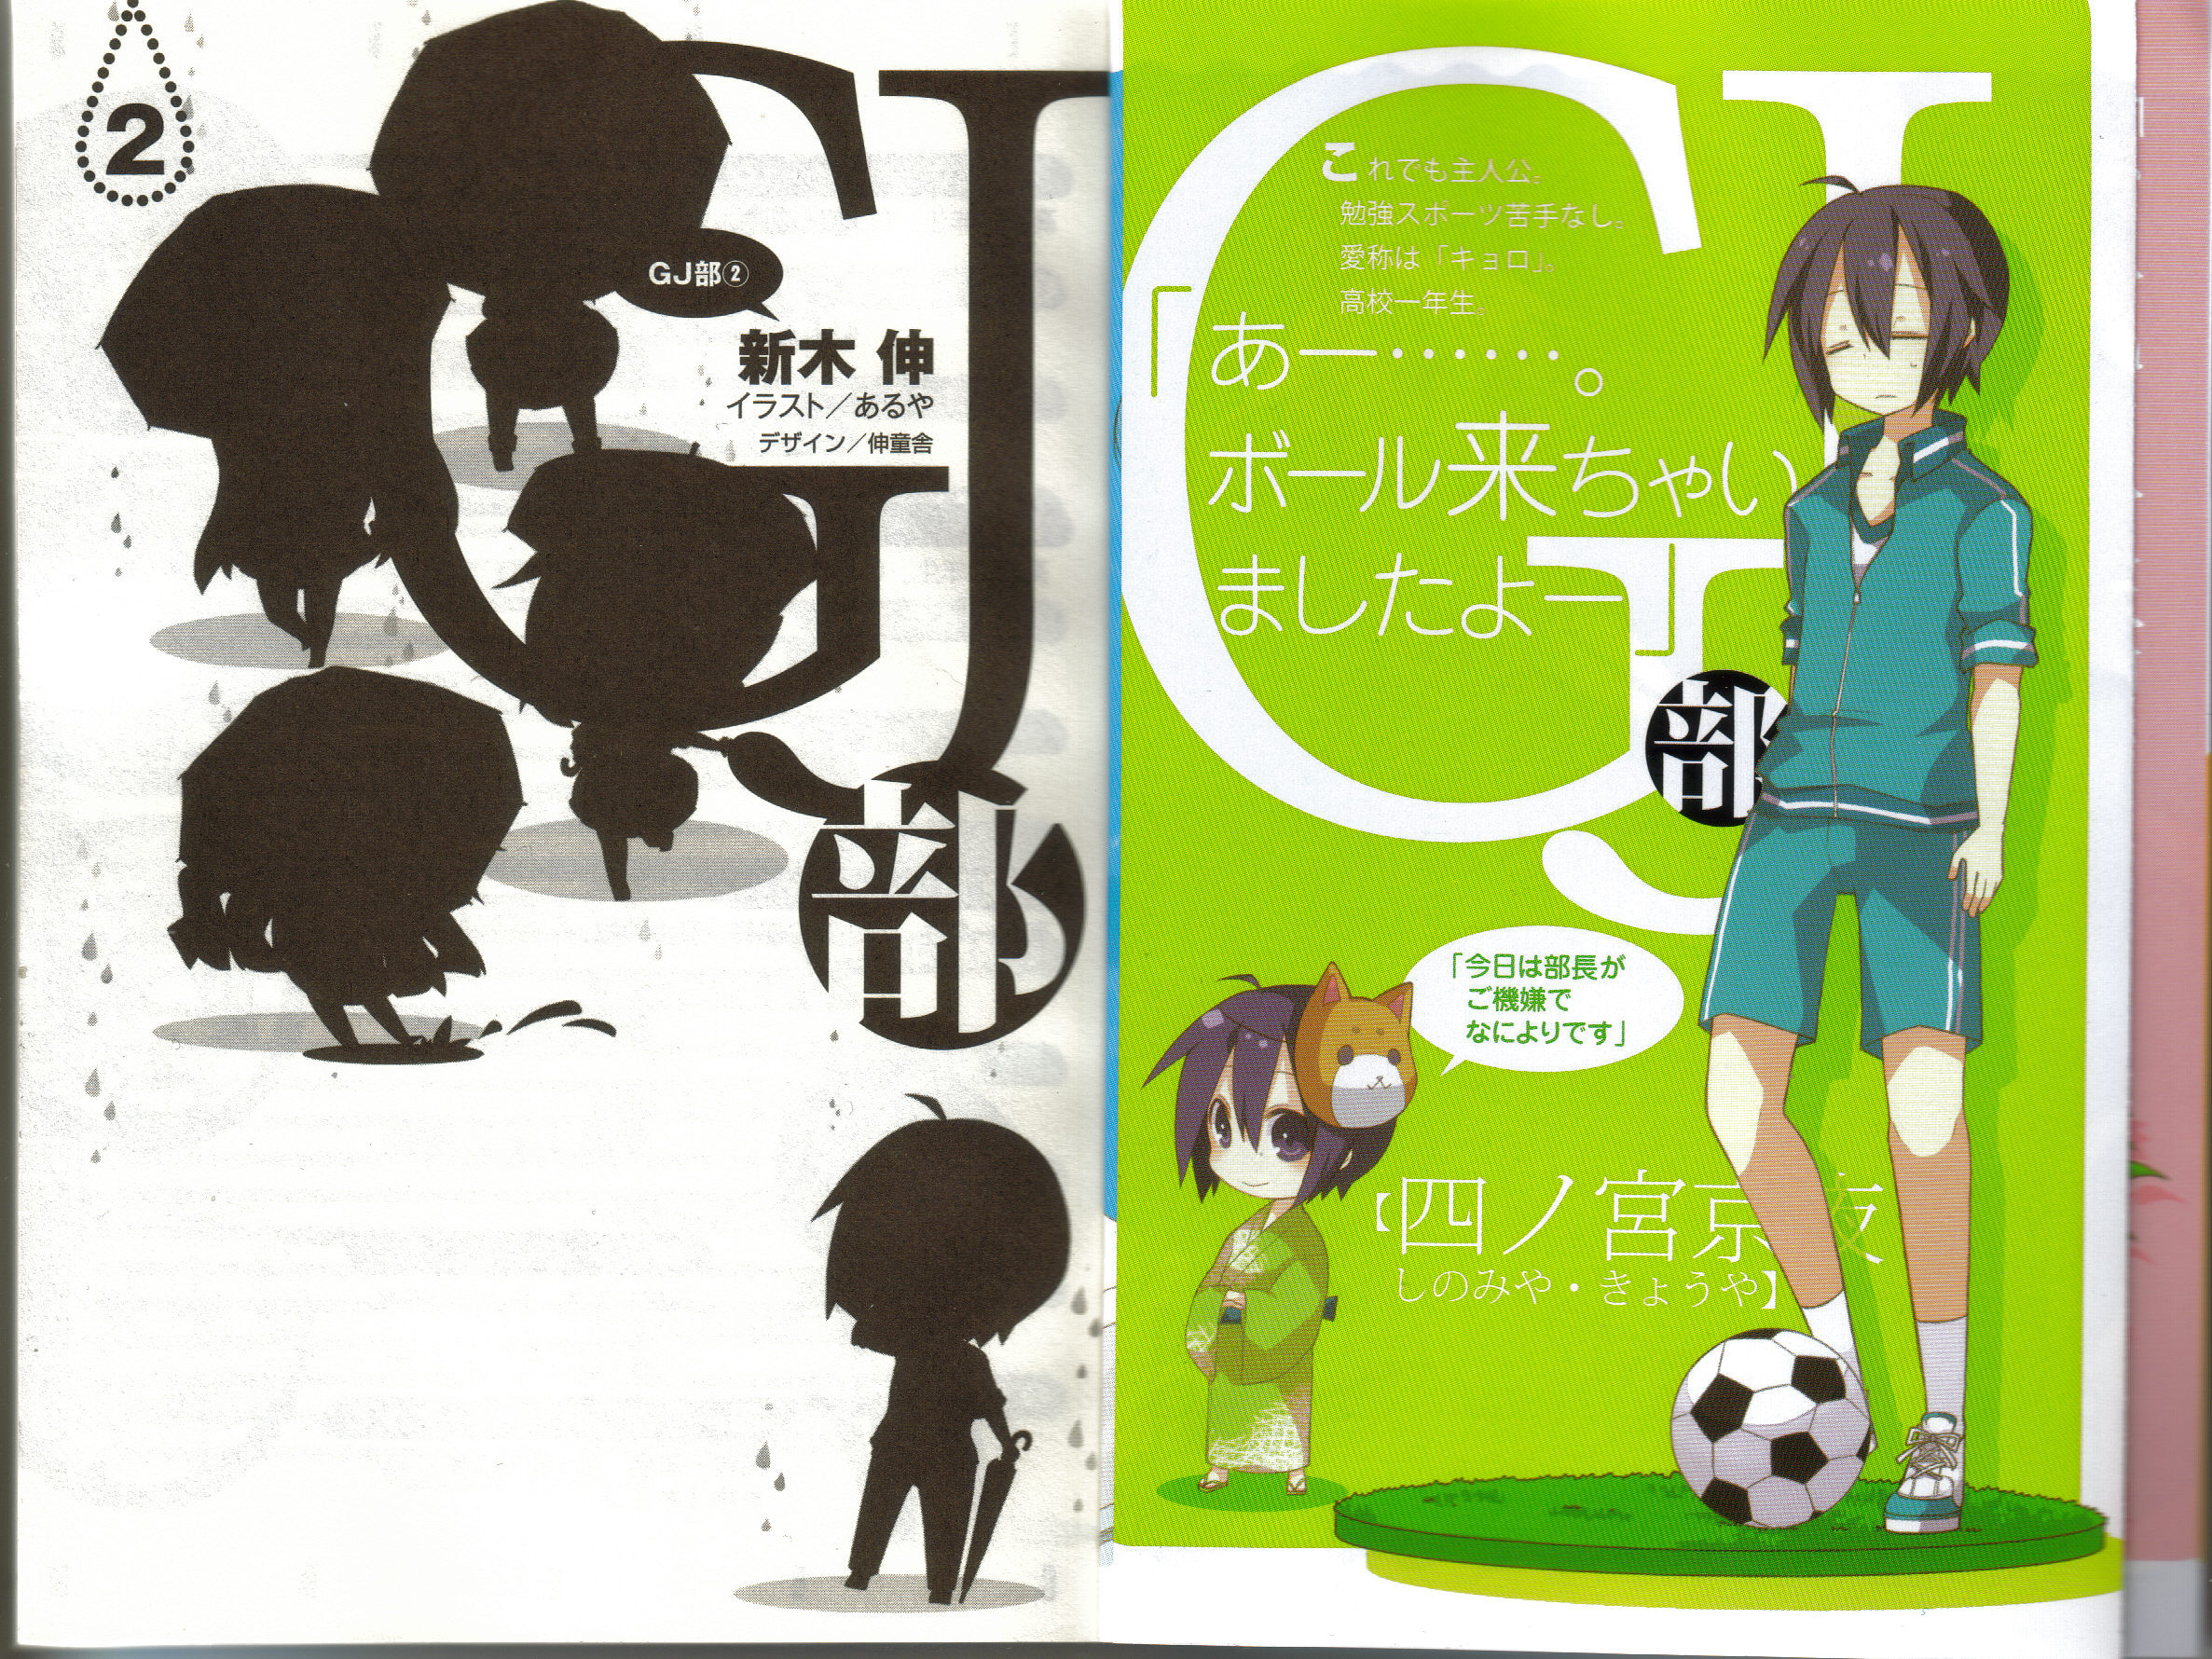 2
GJ部
GJ部②
新木 伸
イラスト／あるや
デザイン／伸童舎
GJ部
これでも主人公。
勉強スポーツ苦手なし。
愛称は「キョロ」。
高校一年生。
「あー……。
ボール来ちゃい
ましたよー」
「今日は部長が
ご機嫌で
なによりです」
【四ノ宮京夜
しのみや・きょうや】